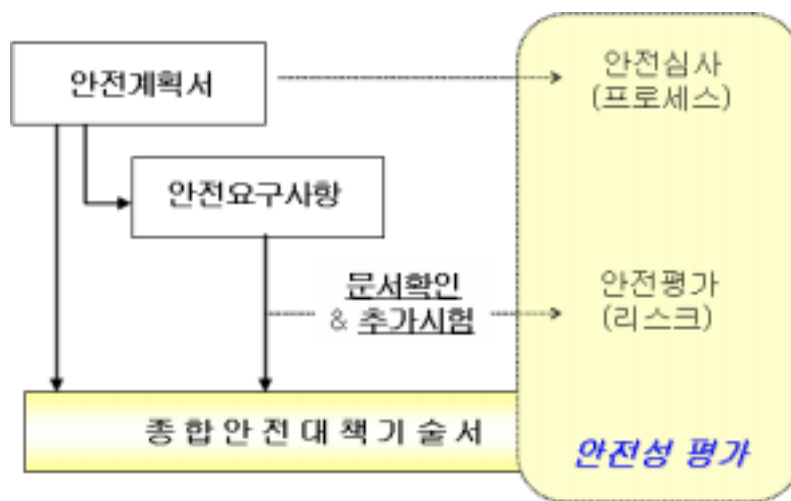 안전계획서
안전심사
(프로세스)
안전요구사항
문서확인
& 추가시험
안전평가
(리스크)
종합안전대책기술서
안전성 평가